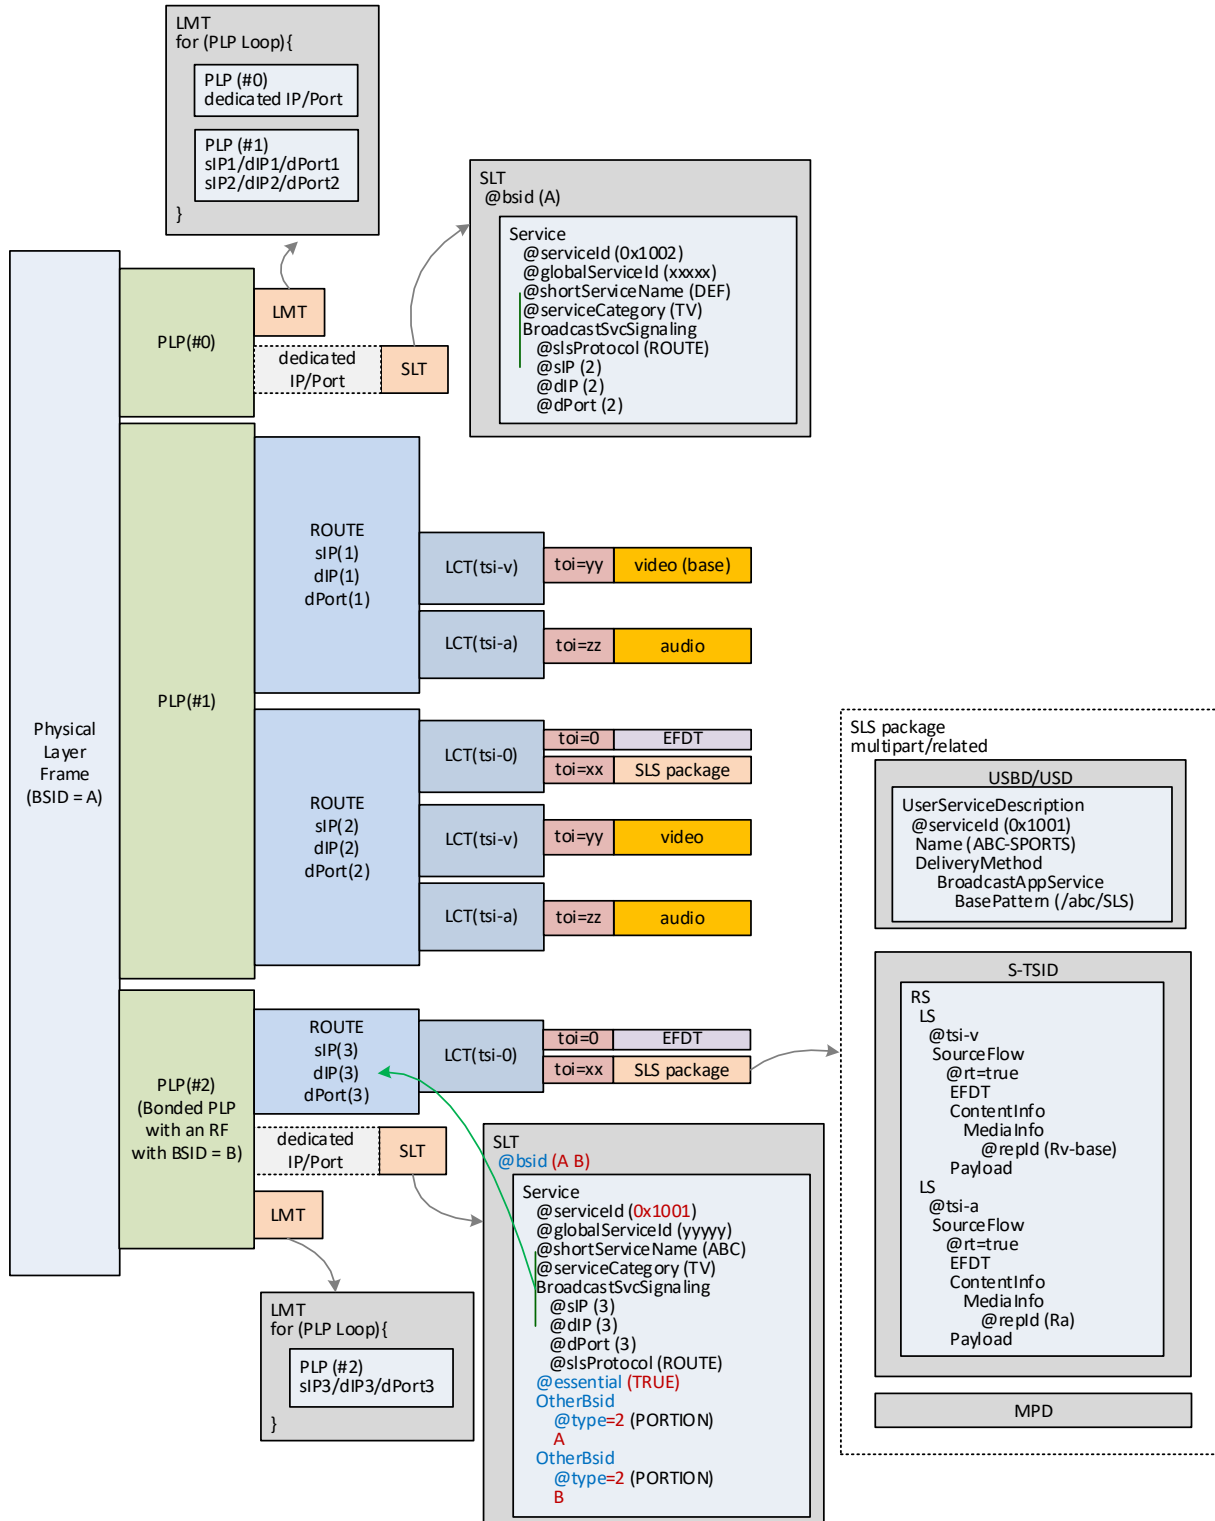 LMT
for (PLP Loop){
PLP (#0)
dedicated IP/Port
PLP (#1)
sIP1/dIP1/dPort1
sIP2/dIP2/dPort2
}
SLT
@bsid (A)
Service
@serviceId (0x1002)
@globalServiceId (xxxxx)
@shortServiceName (DEF)
@serviceCategory (TV)
BroadcastSvcSignaling
@slsProtocol (ROUTE)
@sIP (2)
@dIP (2)
@dPort (2)
Physical
Layer
Frame
(BSID = A)
PLP(#0)
LMT
dedicated
IP/Port
SLT
PLP(#1)
ROUTE
sIP(1)
dIP(1)
dPort(1)
LCT(tsi-v)
toi=yy
video (base)
LCT(tsi-a)
toi=zz
audio
ROUTE
sIP(2)
dIP(2)
dPort(2)
LCT(tsi-0)
toi=0
EFDT
toi=xx
SLS package
LCT(tsi-v)
toi=yy
video
LCT(tsi-a)
toi=zz
audio
PLP(#2)
(Bonded PLP
with an RF
with BSID = B)
ROUTE
sIP(3)
dIP(3)
dPort(3)
LCT(tsi-0)
toi=0
EFDT
toi=xx
SLS package
dedicated
IP/Port
SLT
LMT
LMT
for (PLP Loop){
PLP (#2)
sIP3/dIP3/dPort3
}
SLT
@bsid (A B)
Service
@serviceId (0x1001)
@globalServiceId (yyyyy)
@shortServiceName (ABC)
@serviceCategory (TV)
BroadcastSvcSignaling
@sIP (3)
@dIP (3)
@dPort (3)
@slsProtocol (ROUTE)
@essential (TRUE)
OtherBsid
@type=2 (PORTION)
A
OtherBsid
@type=2 (PORTION)
B
SLS package
multipart/related
USBD/USD
UserServiceDescription
@serviceId (0x1001)
Name (ABC-SPORTS)
DeliveryMethod
BroadcastAppService
BasePattern (/abc/SLS)
S-TSID
RS
LS
@tsi-v
SourceFlow
@rt=true
EFDT
ContentInfo
MediaInfo
@repId (Rv-base)
Payload
LS
@tsi-a
SourceFlow
@rt=true
EFDT
ContentInfo
MediaInfo
@repId (Ra)
Payload
MPD